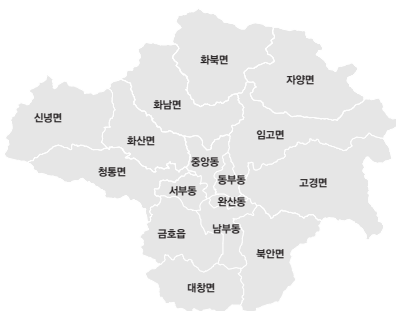 화북면
자양면
화남면
신녕면
임고면
화산면
중앙동
청통면
동부동
고경면
서부동
완산동
남부동
금호읍
북안면
대창면